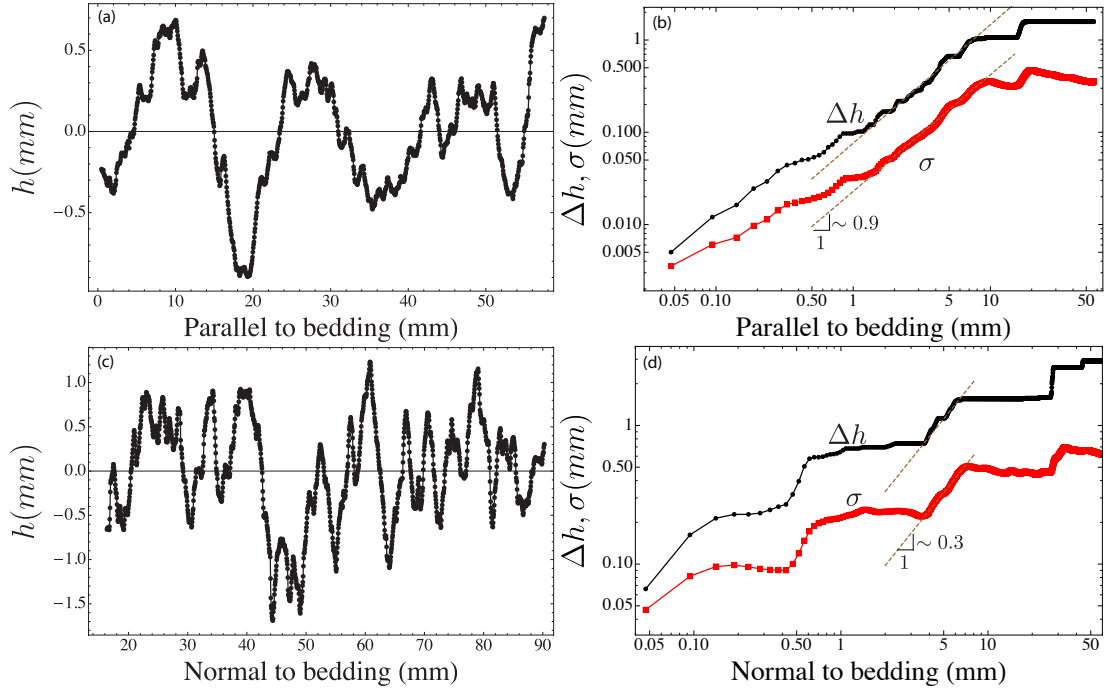 (a)
0.5
0.0
−0.5
h(mm)
0 10 20 30 40 50
Parallel to bedding (mm)
(b)
1
0.500
0.100
0.050
0.010
0.005
Δh, σ(mm)
Δh
σ
1
~ 0.9
0.05 0.10 0.50 1 5 10 50
Parallel to bedding (mm)
(c)
1.0
0.5
0.0
−0.5
−1.0
−1.5
h(mm)
20 30 40 50 60 70 80 90
Normal to bedding (mm)
(d)
1
0.50
0.10
0.05
Δh, σ(mm)
Δh
σ
1
~ 0.3
0.05 0.10 0.50 1 5 10 50
Normal to bedding (mm)